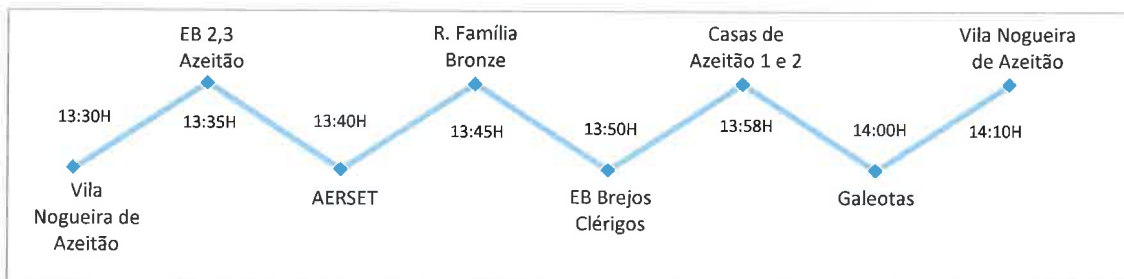 EB 2,3
Azeitão
R. Família
Bronze
Casas de
Azeitão 1 e 2
Vila Nogueira
de Azeitão
13:30H
13:35H
13:40H
13:45H
13:50H
13:58H
14:00H
14:10H
Vila
Nogueira de
Azeitão
AERSET
EB Brejos
Clérigos
Galeotas